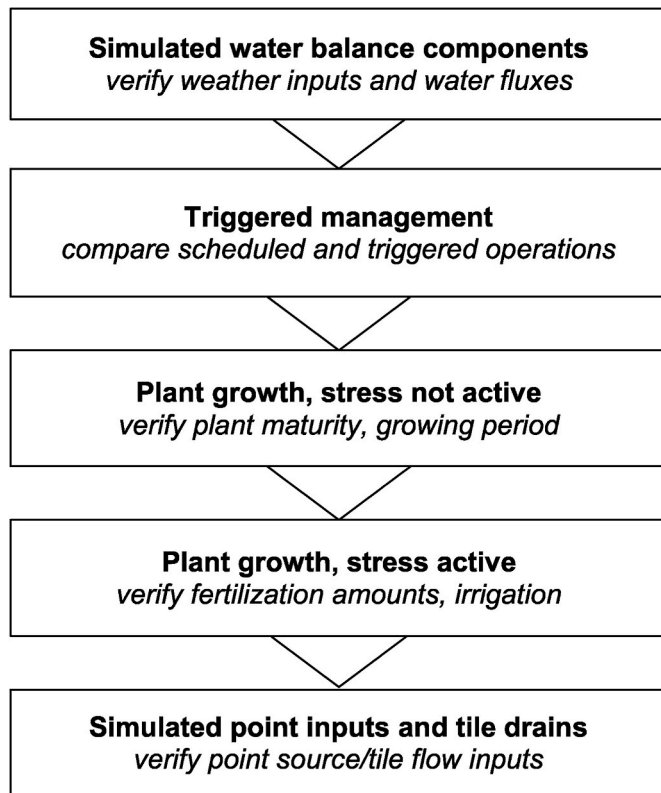 Simulated water balance components
verify weather inputs and water fluxes
Triggered management
compare scheduled and triggered operations
Plant growth, stress not active
verify plant maturity, growing period
Plant growth, stress active
verify fertilization amounts, irrigation
Simulated point inputs and tile drains
verify point source/tile flow inputs